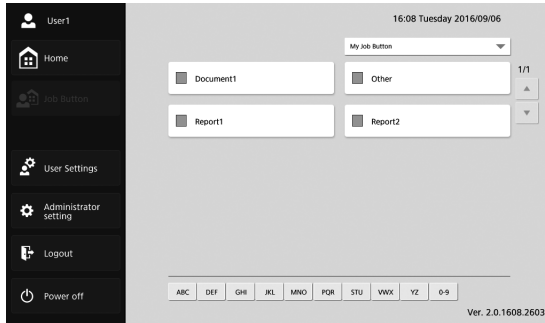 User1
16:08 Tuesday 2016/09/06
Home
My Job Button
1/1
Document1
Other
Job Button
Report1
Report2
User Settings
Administrator
setting
Logout
ABC DEF GHI JKL MNO PQR STU VWX YZ 0-9
Power off
Ver. 2.0.1608.2603